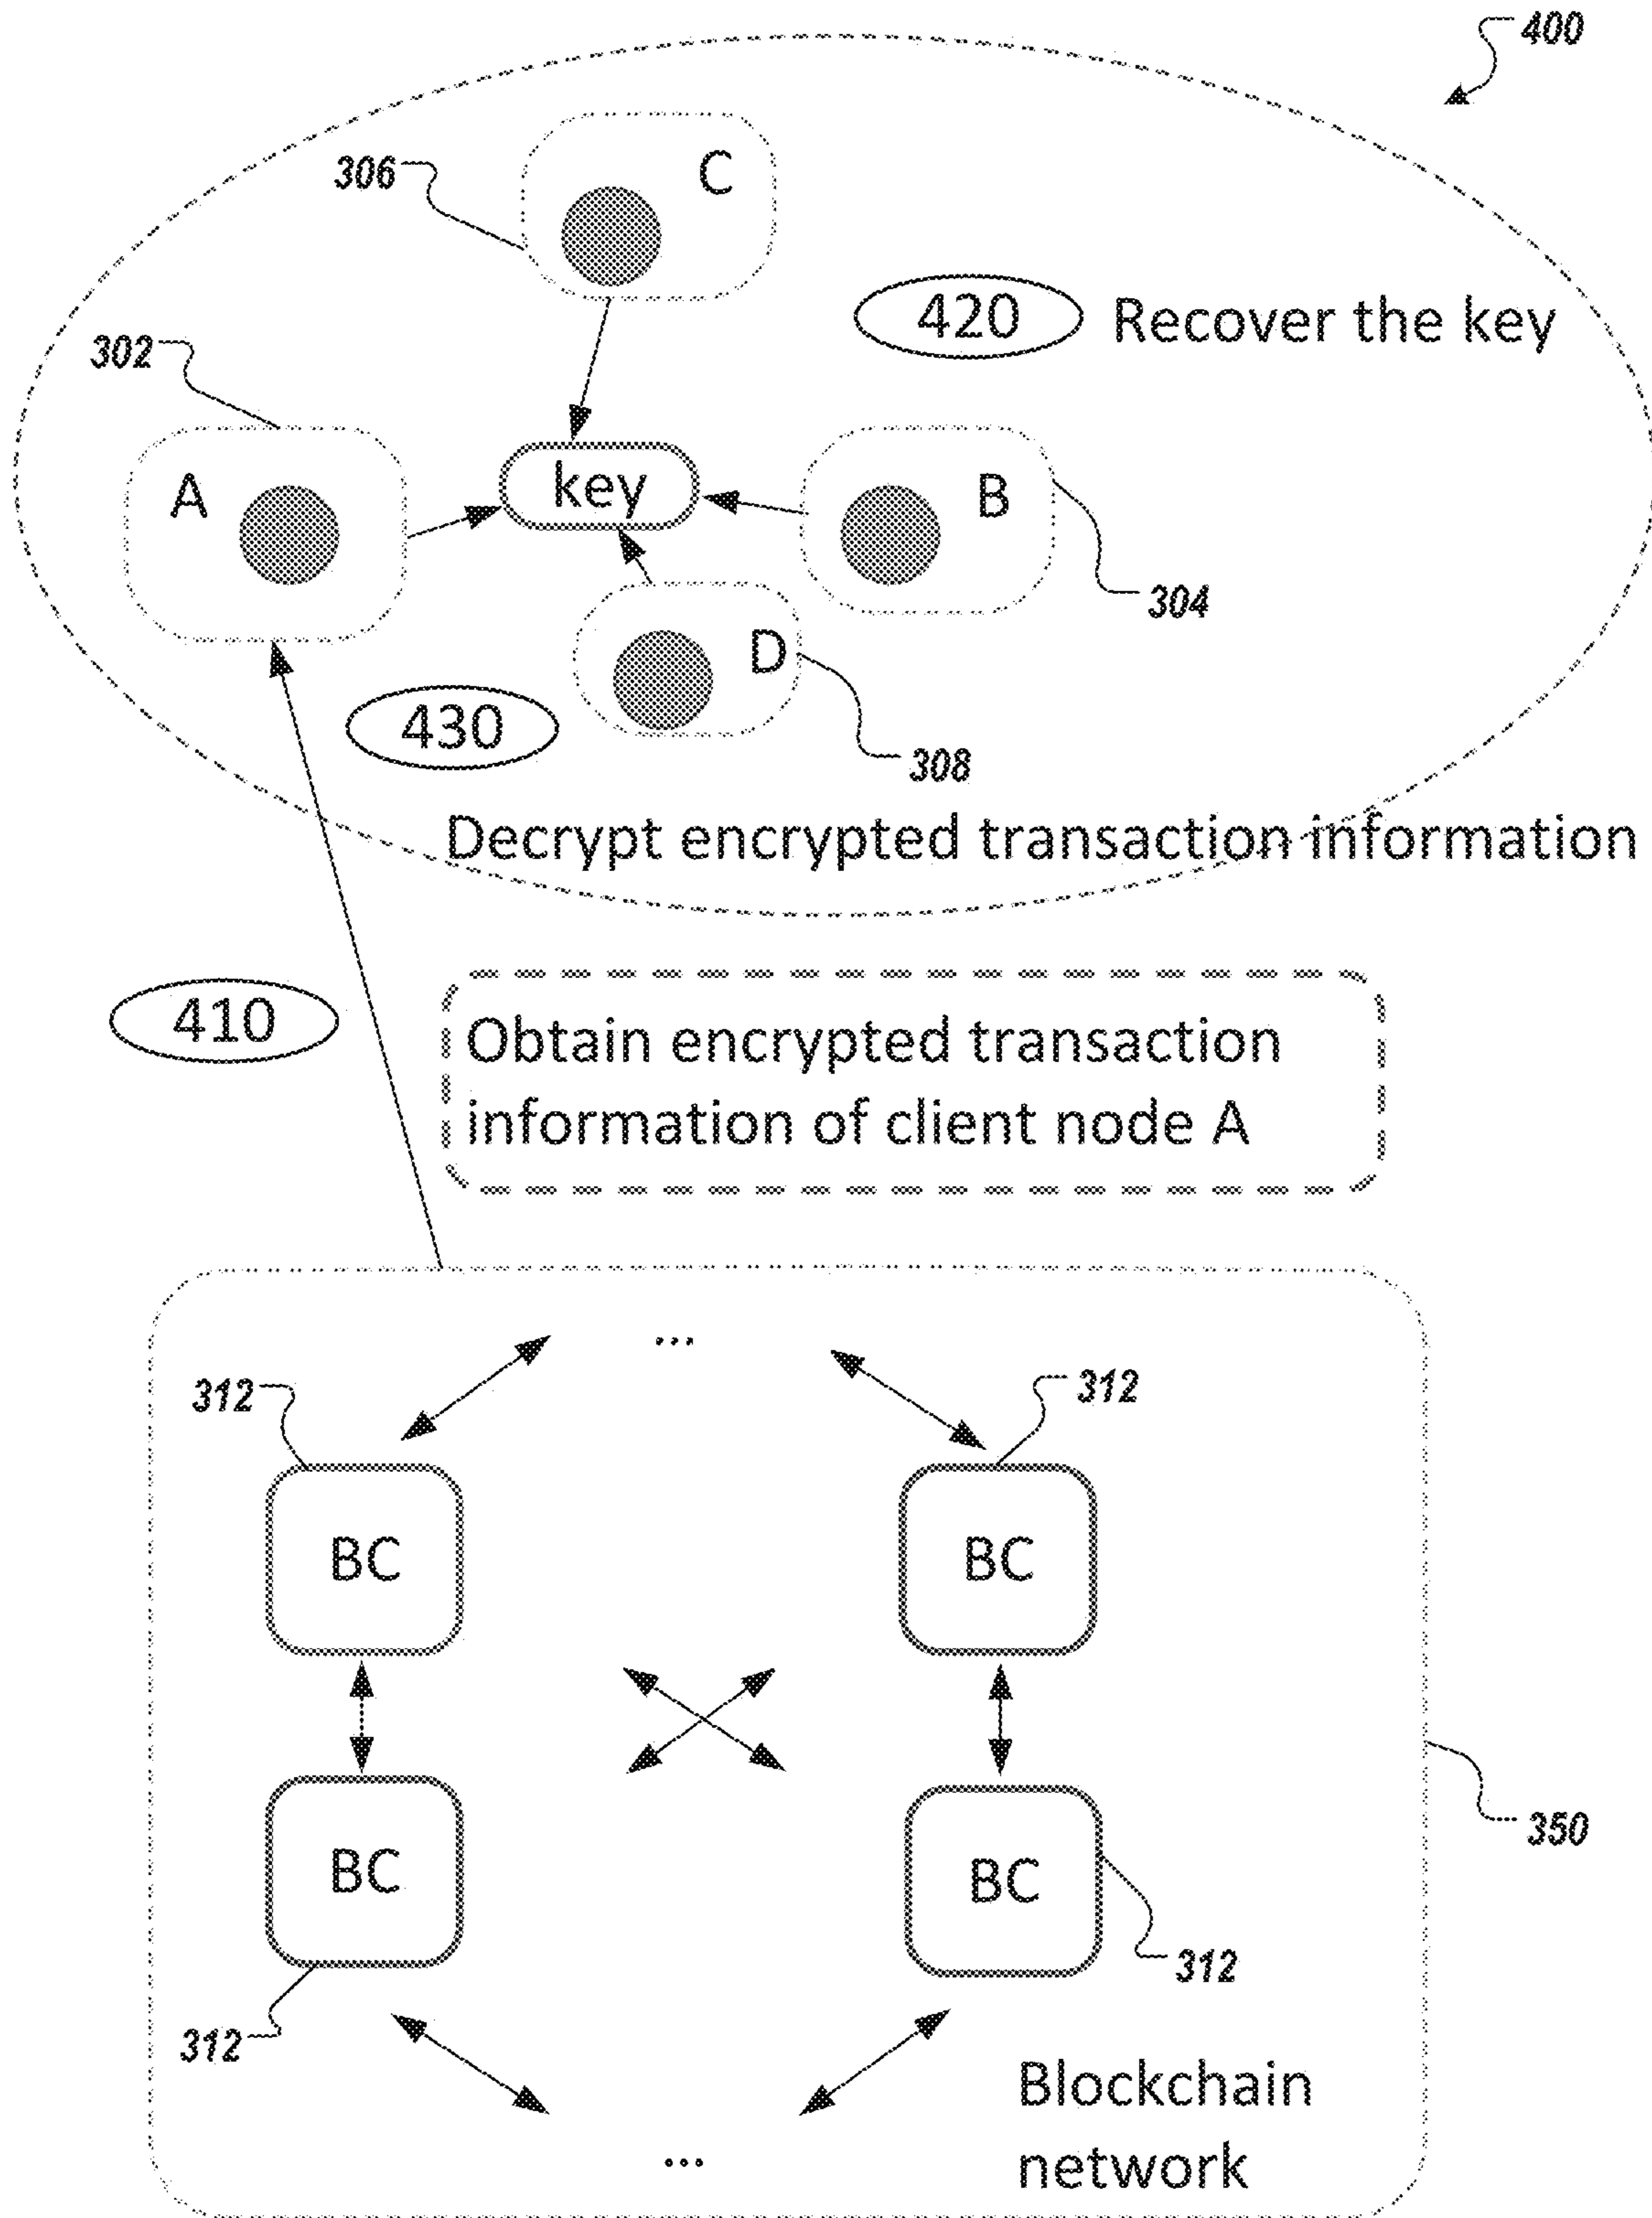 400
306
C
420 Recover the key
302
A
key
B
304
D
430
308
Decrypt encrypted transaction information
410
Obtain encrypted transaction
information of client node A
...
312
312
BC
BC
350
BC
BC
312
312
Blockchain
network
...